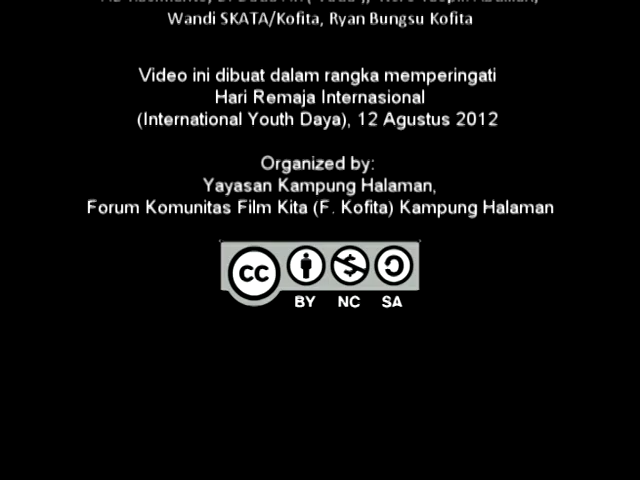 Wandi SKATA/Kofita, Ryan Bungsu Kofita
Video ini dibuat dalam rangka memperingati
Hari Remaja Internasional
(International Youth Daya), 12 Agustus 2012
Organized by:
Yayasan Kampung Halaman,
Forum Komunitas Film Kita (F. Kofita) Kampung Halaman
cc
BY NC SA